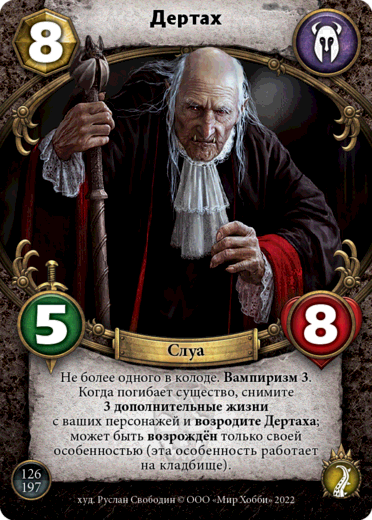 Дертах
8
5
8
Слуа
Не более одного в колоде. Вампиризм 3.
Когда погибает существо, снимите
3 дополнительные жизни
с ваших персонажей и возродите Дертаха;
может быть возрождён только своей
особенностью (эта особенность работает
на кладбище).
126
197
худ. Руслан Свободин © ООО «Мир Хобби» 2022